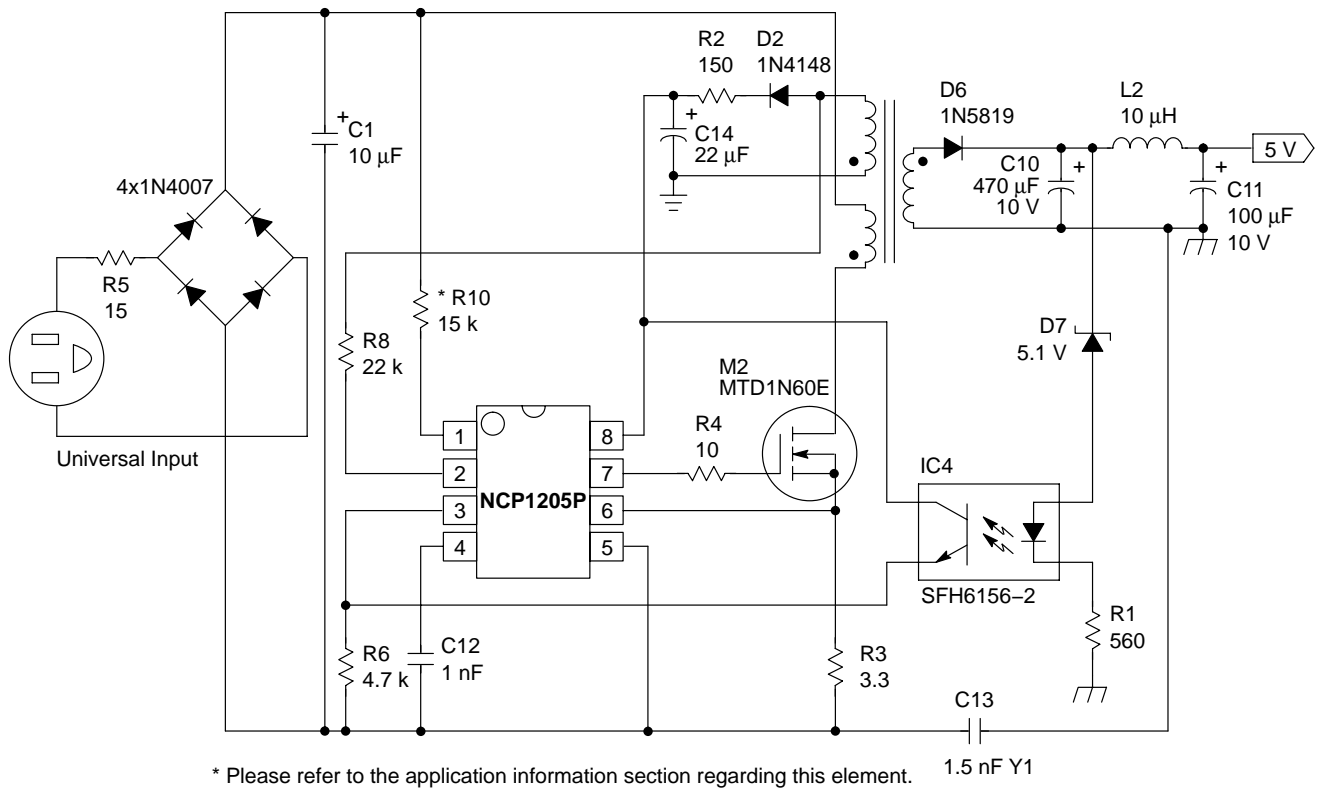 R2
150
D2
1N4148
+
C1
10 μF
+
C14
22 μF
D6
1N5819
L2
10 μH
5 V
C10
470 μF
10 V
+
+
C11
100 μF
10 V
4x1N4007
R5
15
* R10
15 k
R8
22 k
D7
5.1 V
M2
MTD1N60E
R4
10
Universal Input
1
2
3
4
NCP1205P
8
7
6
5
IC4
SFH6156−2
R6
4.7 k
C12
1 nF
R3
3.3
R1
560
C13
1.5 nF Y1
* Please refer to the application information section regarding this element.